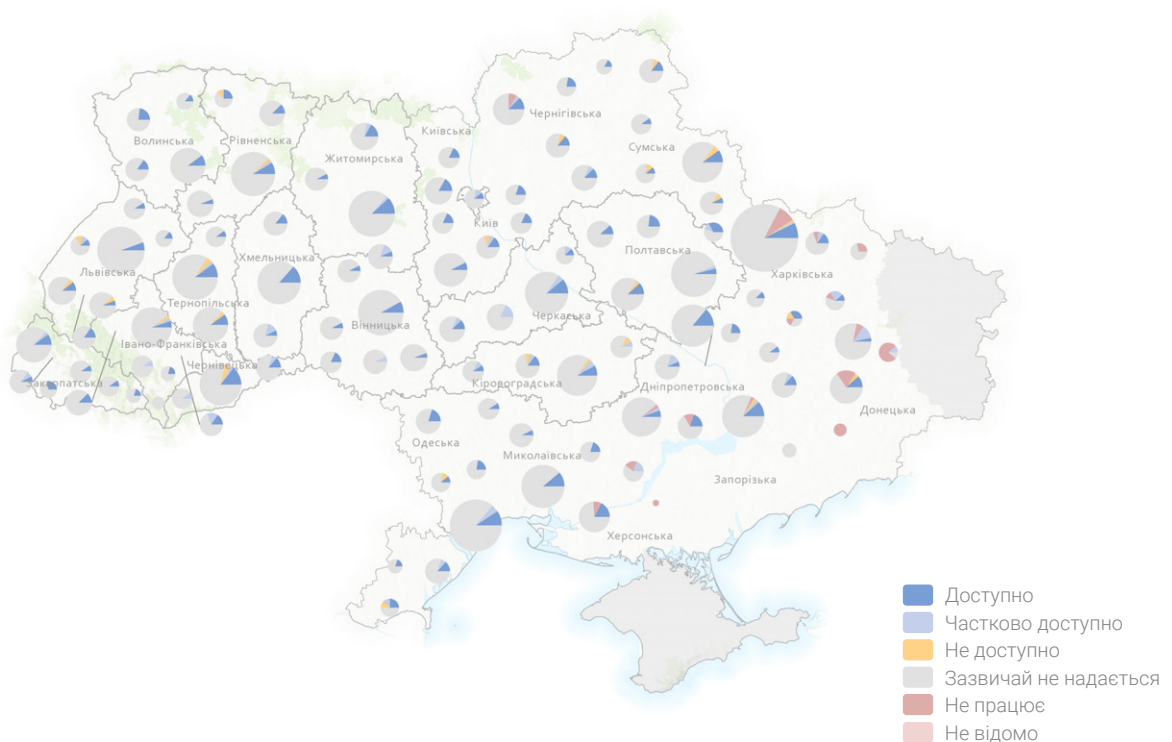 Чернігівська
Київська
Волинська
Рівненська
Сумська
Житомирська
Київ
Полтавська
Хмельницька
Львівська
Харківська
Тернопільська
Черкаська
Вінницька
Івано-Франківська
Чернівецька
Закарпатська
Кіровоградська
Дніпропетровська
Донецька
Одеська
Миколаївська
Запорізька
Херсонська
Доступно
Частково доступно
Не доступно
Зазвичай не надається
Не працює
Не відомо